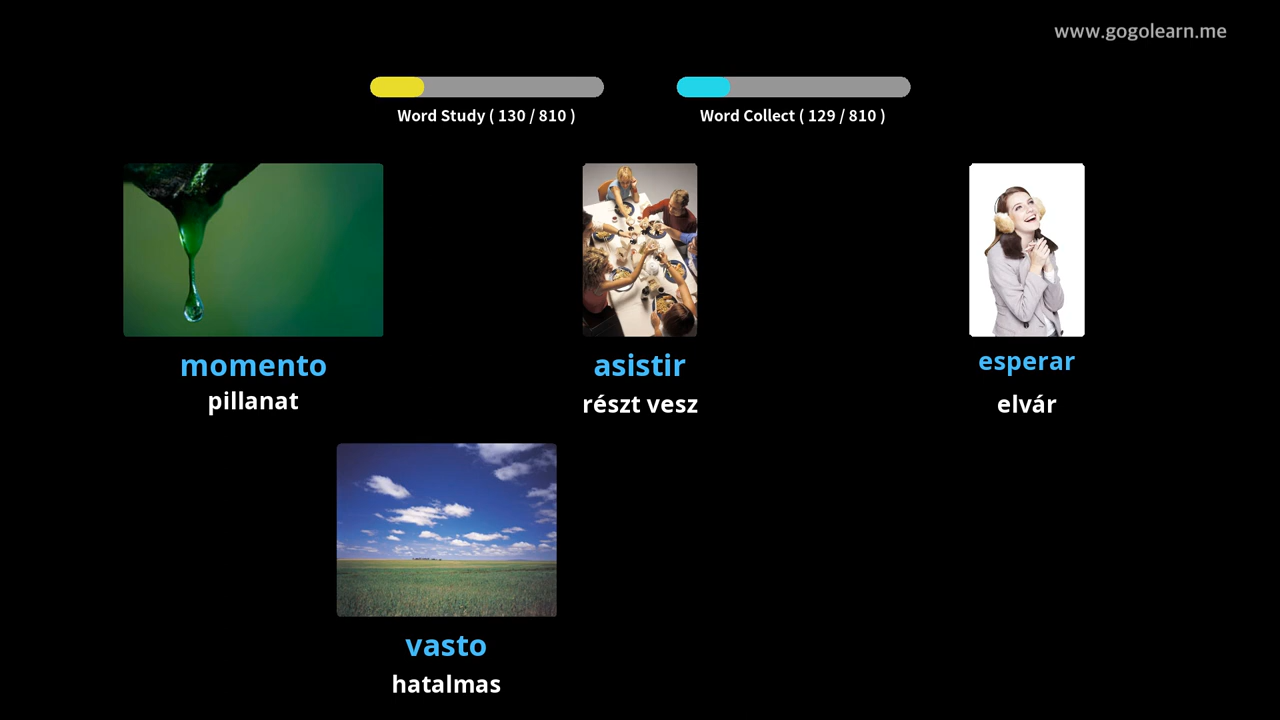 www.gogolearn.me
Word Study ( 130 / 810 )
Word Collect ( 129 / 810 )
momento
pillanat
asistir
részt vesz
esperar
elvár
vasto
hatalmas